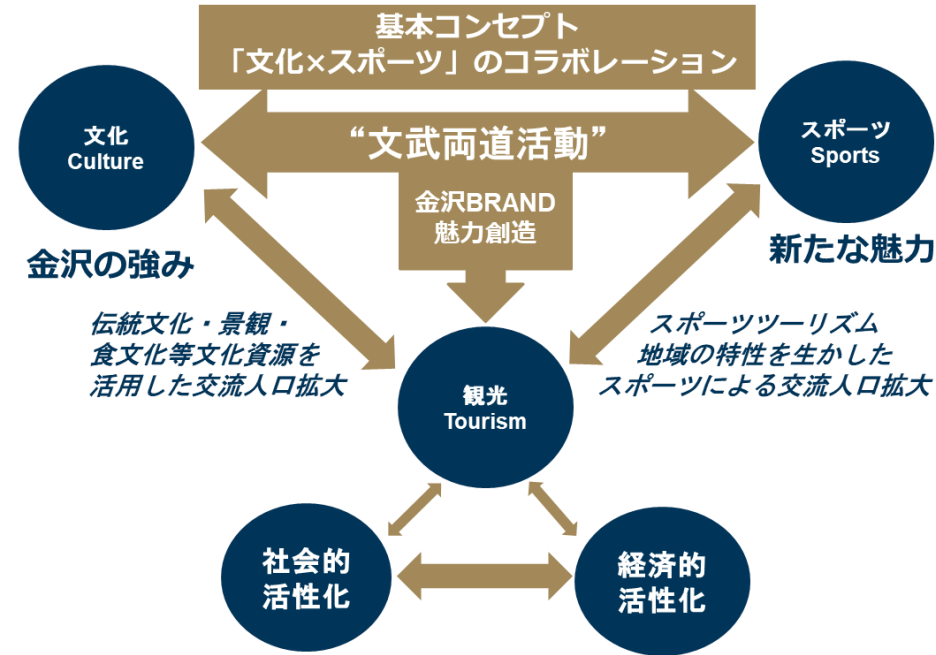 基本コンセプト
「文化×スポーツ」のコラボレーション
文化
Culture
“文武両道活動”
スポーツ
Sports
金沢BRAND
魅力創造
金沢の強み
新たな魅力
伝統文化・景観・
食文化等文化資源を
活用した交流人口拡大
スポーツツーリズム
地域の特性を生かした
スポーツによる交流人口拡大
観光
Tourism
社会的
活性化
経済的
活性化